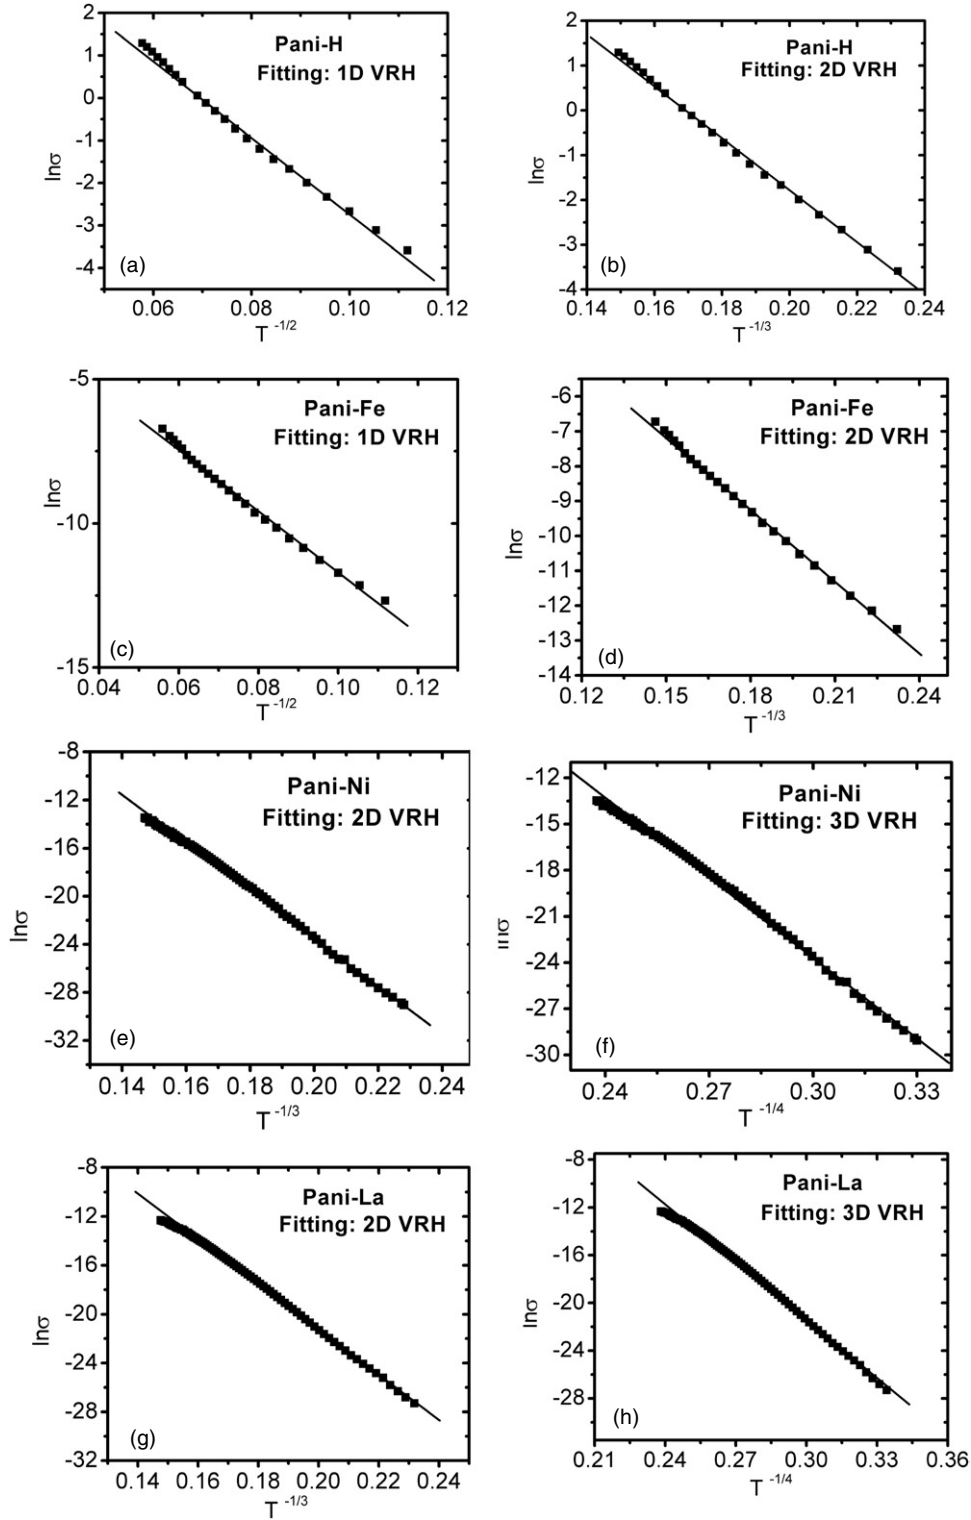 Pani-H
Fitting: 1D VRH
2
1
0
-1
-2
-3
-4
lnσ
(a)
0.06 0.08 0.10 0.12
T -1/2
Pani-H
Fitting: 2D VRH
2
1
0
-1
-2
-3
-4
lnσ
(b)
0.14 0.16 0.18 0.20 0.22 0.24
T -1/3
Pani-Fe
Fitting: 1D VRH
-5
-10
-15
lnσ
(c)
0.04 0.06 0.08 0.10 0.12
T -1/2
Pani-Fe
Fitting: 2D VRH
-6
-7
-8
-9
-10
-11
-12
-13
-14
lnσ
(d)
0.12 0.15 0.18 0.21 0.24
T -1/3
Pani-Ni
Fitting: 2D VRH
-8
-12
-16
-20
-24
-28
-32
lnσ
(e)
0.14 0.16 0.18 0.20 0.22 0.24
T -1/3
Pani-Ni
Fitting: 3D VRH
-12
-15
-18
-21
-24
-27
-30
lnσ
(f)
0.24 0.27 0.30 0.33
T -1/4
Pani-La
Fitting: 2D VRH
-8
-12
-16
-20
-24
-28
-32
lnσ
(g)
0.14 0.16 0.18 0.20 0.22 0.24
T -1/3
Pani-La
Fitting: 3D VRH
-8
-12
-16
-20
-24
-28
lnσ
(h)
0.21 0.24 0.27 0.30 0.33 0.36
T -1/4